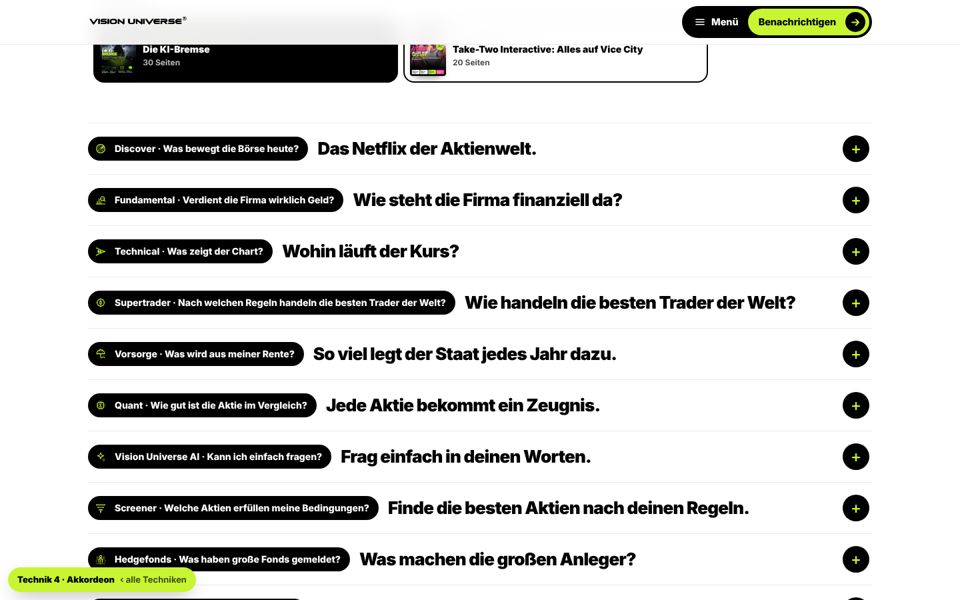 VISION UNIVERSE®
Menü
Benachrichtigen
Die KI-Bremse
30 Seiten
Take-Two Interactive: Alles auf Vice City
20 Seiten
Discover · Was bewegt die Börse heute? Das Netflix der Aktienwelt.
Fundamental · Verdient die Firma wirklich Geld? Wie steht die Firma finanziell da?
Technical · Was zeigt der Chart? Wohin läuft der Kurs?
Supertrader · Nach welchen Regeln handeln die besten Trader der Welt? Wie handeln die besten Trader der Welt?
Vorsorge · Was wird aus meiner Rente? So viel legt der Staat jedes Jahr dazu.
Quant · Wie gut ist die Aktie im Vergleich? Jede Aktie bekommt ein Zeugnis.
Vision Universe AI · Kann ich einfach fragen? Frag einfach in deinen Worten.
Screener · Welche Aktien erfüllen meine Bedingungen? Finde die besten Aktien nach deinen Regeln.
Hedgefonds · Was haben große Fonds gemeldet? Was machen die großen Anleger?
Technik 4 · Akkordeon ‹ alle Techniken